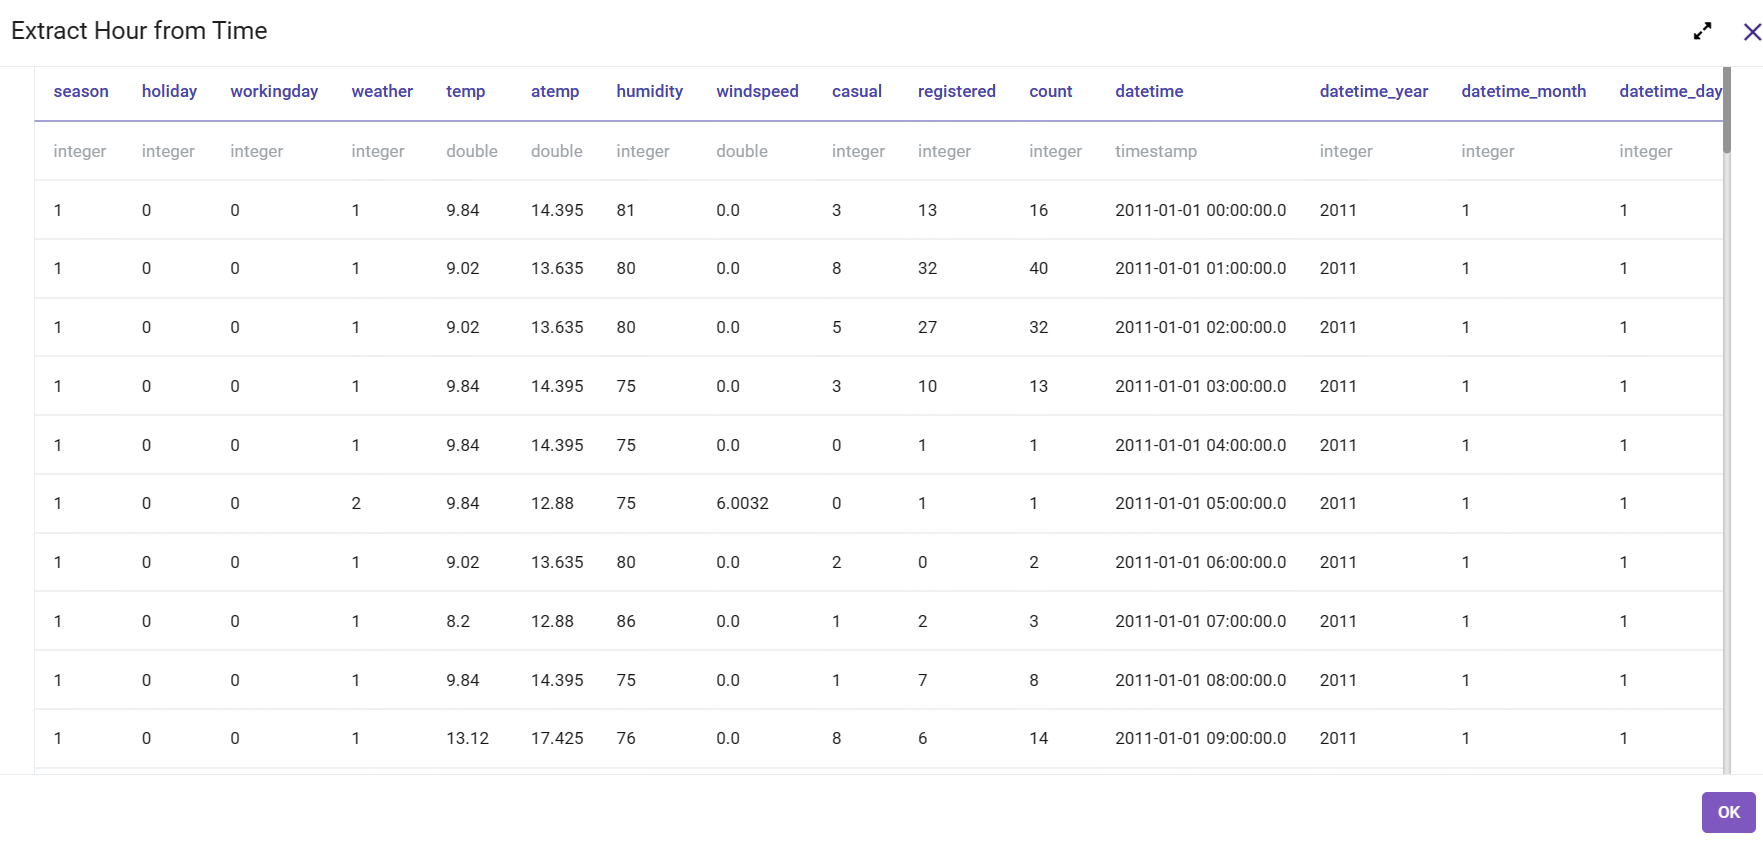 Extract Hour from Time
season holiday workingday weather temp atemp humidity windspeed casual registered count datetime datetime_year datetime_month datetime_day
integer integer integer integer double double integer double integer integer integer timestamp integer integer integer
1 0 0 1 9.84 14.395 81 0.0 3 13 16 2011-01-01 00:00:00.0 2011 1 1
1 0 0 1 9.02 13.635 80 0.0 8 32 40 2011-01-01 01:00:00.0 2011 1 1
1 0 0 1 9.02 13.635 80 0.0 5 27 32 2011-01-01 02:00:00.0 2011 1 1
1 0 0 1 9.84 14.395 75 0.0 3 10 13 2011-01-01 03:00:00.0 2011 1 1
1 0 0 1 9.84 14.395 75 0.0 0 1 1 2011-01-01 04:00:00.0 2011 1 1
1 0 0 2 9.84 12.88 75 6.0032 0 1 1 2011-01-01 05:00:00.0 2011 1 1
1 0 0 1 9.02 13.635 80 0.0 2 0 2 2011-01-01 06:00:00.0 2011 1 1
1 0 0 1 8.2 12.88 86 0.0 1 2 3 2011-01-01 07:00:00.0 2011 1 1
1 0 0 1 9.84 14.395 75 0.0 1 7 8 2011-01-01 08:00:00.0 2011 1 1
1 0 0 1 13.12 17.425 76 0.0 8 6 14 2011-01-01 09:00:00.0 2011 1 1
OK